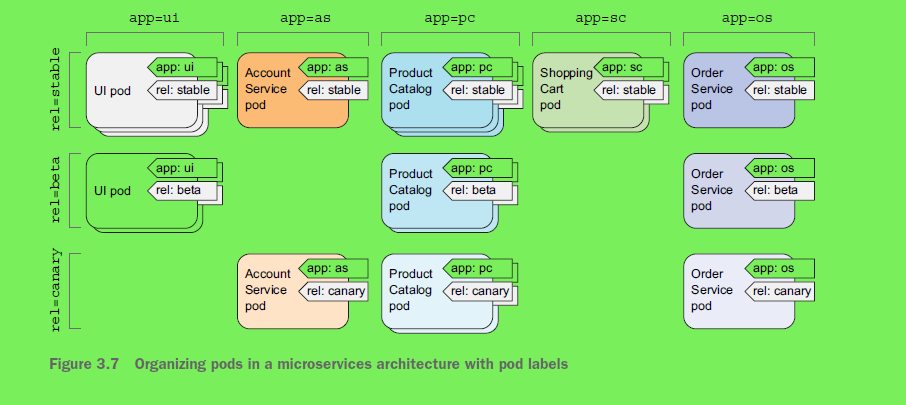 app=ui app=as app=pc app=sc app=os
rel=stable
UI pod
app: ui
rel: stable
Account
Service
pod
app: as
rel: stable
Product
Catalog
pod
app: pc
rel: stable
Shopping
Cart
pod
app: sc
rel: stable
Order
Service
pod
app: os
rel: stable
rel=beta
UI pod
app: ui
rel: beta
Product
Catalog
pod
app: pc
rel: beta
Order
Service
pod
app: os
rel: beta
rel=canary
Account
Service
pod
app: as
rel: canary
Product
Catalog
pod
app: pc
rel: canary
Order
Service
pod
app: os
rel: canary
Figure 3.7 Organizing pods in a microservices architecture with pod labels